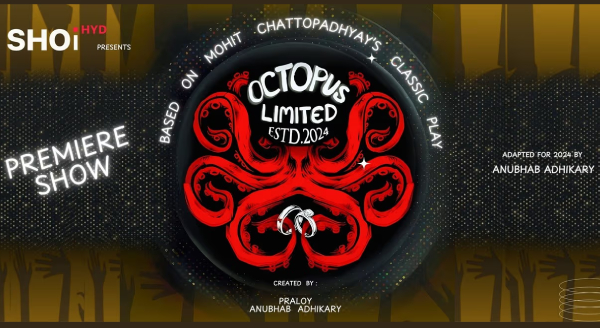 SHOi HYD
PRESENTS
BASED ON MOHIT CHATTOPADHYAY'S CLASSIC PLAY
OCTOPUS
LIMITED
ESTD.2024
PREMIERE
SHOW
ADAPTED FOR 2024 BY
ANUBHAB ADHIKARY
CREATED BY :
PRALOY
ANUBHAB ADHIKARY